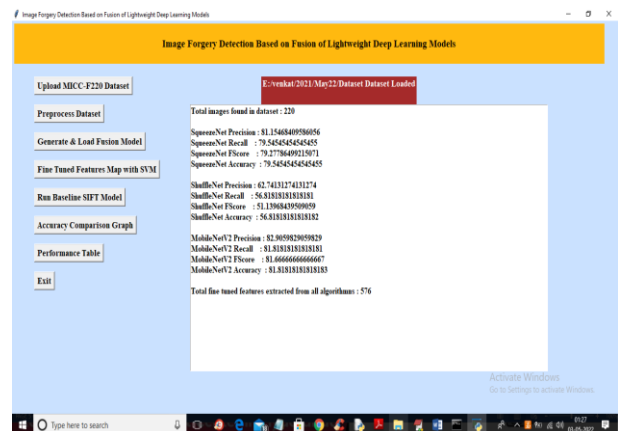 Image Forgery Detection Based on Fusion of Lightweight Deep Learning Models
Image Forgery Detection Based on Fusion of Lightweight Deep Learning Models
Upload MICC-F220 Dataset
Preprocess Dataset
Generate & Load Fusion Model
Fine Tuned Features Map with SVM
Run Baseline SIFT Model
Accuracy Comparison Graph
Performance Table
Exit
E:/venkat/2021/May22/Dataset Dataset Loaded
Total images found in dataset : 220
SqueezeNet Precision : 81.15468409586056
SqueezeNet Recall : 79.54545454545455
SqueezeNet FScore : 79.27786499215071
SqueezeNet Accuracy : 79.54545454545455
ShuffleNet Precision : 62.74131274131274
ShuffleNet Recall : 56.81818181818181
ShuffleNet FScore : 51.13968439509059
ShuffleNet Accuracy : 56.81818181818182
MobileNetV2 Precision : 82.9059829059829
MobileNetV2 Recall : 81.81818181818181
MobileNetV2 FScore : 81.66666666666667
MobileNetV2 Accuracy : 81.81818181818183
Total fine tuned features extracted from all algorithmns : 576
Activate Windows
Go to Settings to activate Windows.
Type here to search
01:27
01-05-2022